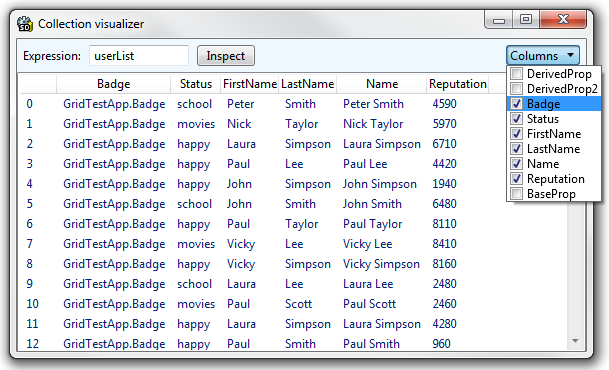 Collection visualizer
Expression: userList Inspect Columns
Badge Status FirstName LastName Name Reputation
0 GridTestApp.Badge school Peter Smith Peter Smith 4590
1 GridTestApp.Badge movies Nick Taylor Nick Taylor 5970
2 GridTestApp.Badge happy Laura Simpson Laura Simpson 6710
3 GridTestApp.Badge happy Paul Lee Paul Lee 4420
4 GridTestApp.Badge happy John Simpson John Simpson 1940
5 GridTestApp.Badge school John Smith John Smith 6480
6 GridTestApp.Badge happy Paul Taylor Paul Taylor 8110
7 GridTestApp.Badge movies Vicky Lee Vicky Lee 8410
8 GridTestApp.Badge happy Vicky Simpson Vicky Simpson 8160
9 GridTestApp.Badge school Laura Lee Laura Lee 2480
10 GridTestApp.Badge movies Paul Scott Paul Scott 2460
11 GridTestApp.Badge happy Laura Simpson Laura Simpson 4280
12 GridTestApp.Badge happy Paul Smith Paul Smith 960
DerivedProp
DerivedProp2
Badge
Status
FirstName
LastName
Name
Reputation
BaseProp